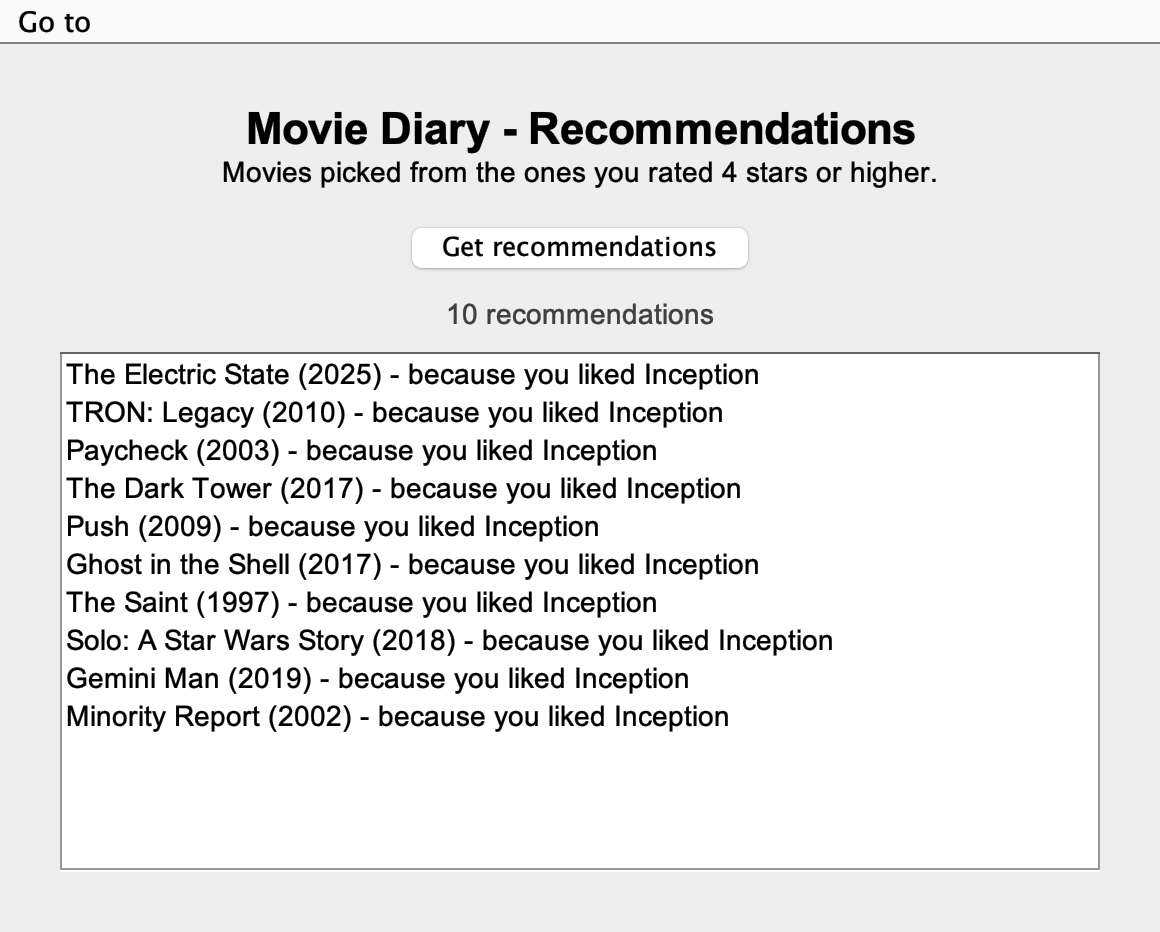 Go to
Movie Diary - Recommendations
Movies picked from the ones you rated 4 stars or higher.
Get recommendations
10 recommendations
The Electric State (2025) - because you liked Inception
TRON: Legacy (2010) - because you liked Inception
Paycheck (2003) - because you liked Inception
The Dark Tower (2017) - because you liked Inception
Push (2009) - because you liked Inception
Ghost in the Shell (2017) - because you liked Inception
The Saint (1997) - because you liked Inception
Solo: A Star Wars Story (2018) - because you liked Inception
Gemini Man (2019) - because you liked Inception
Minority Report (2002) - because you liked Inception